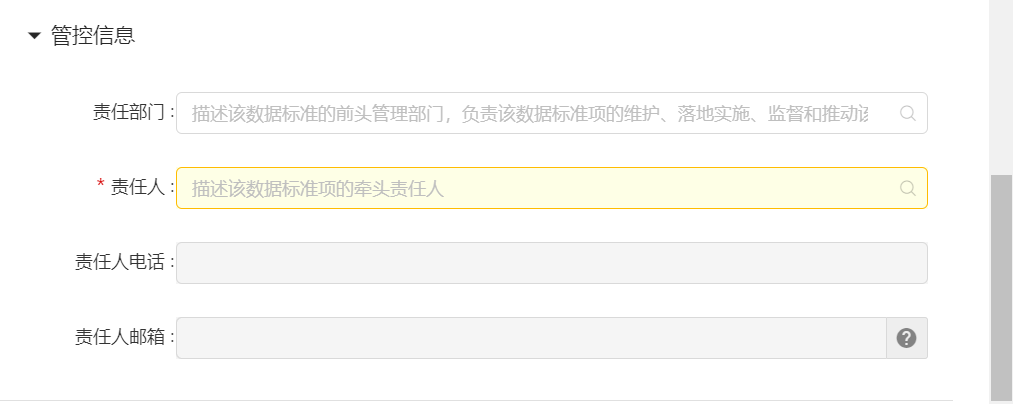 管控信息
责任部门 :
描述该数据标准的前头管理部门，负责该数据标准项的维护、落地实施、监督和推动该
* 责任人 :
描述该数据标准项的牵头责任人
责任人电话 :
责任人邮箱 :
?